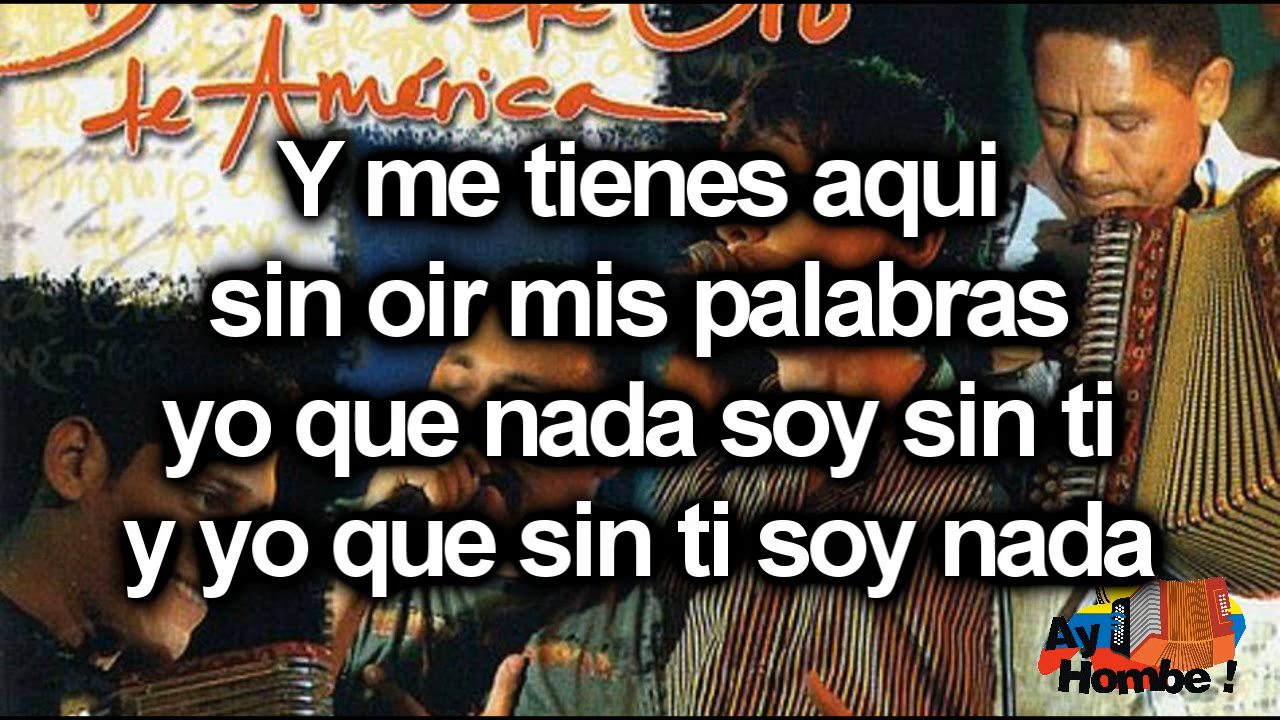 de América
Y me tienes aqui
sin oir mis palabras
yo que nada soy sin ti
y yo que sin ti soy nada
Ay
Hombe !